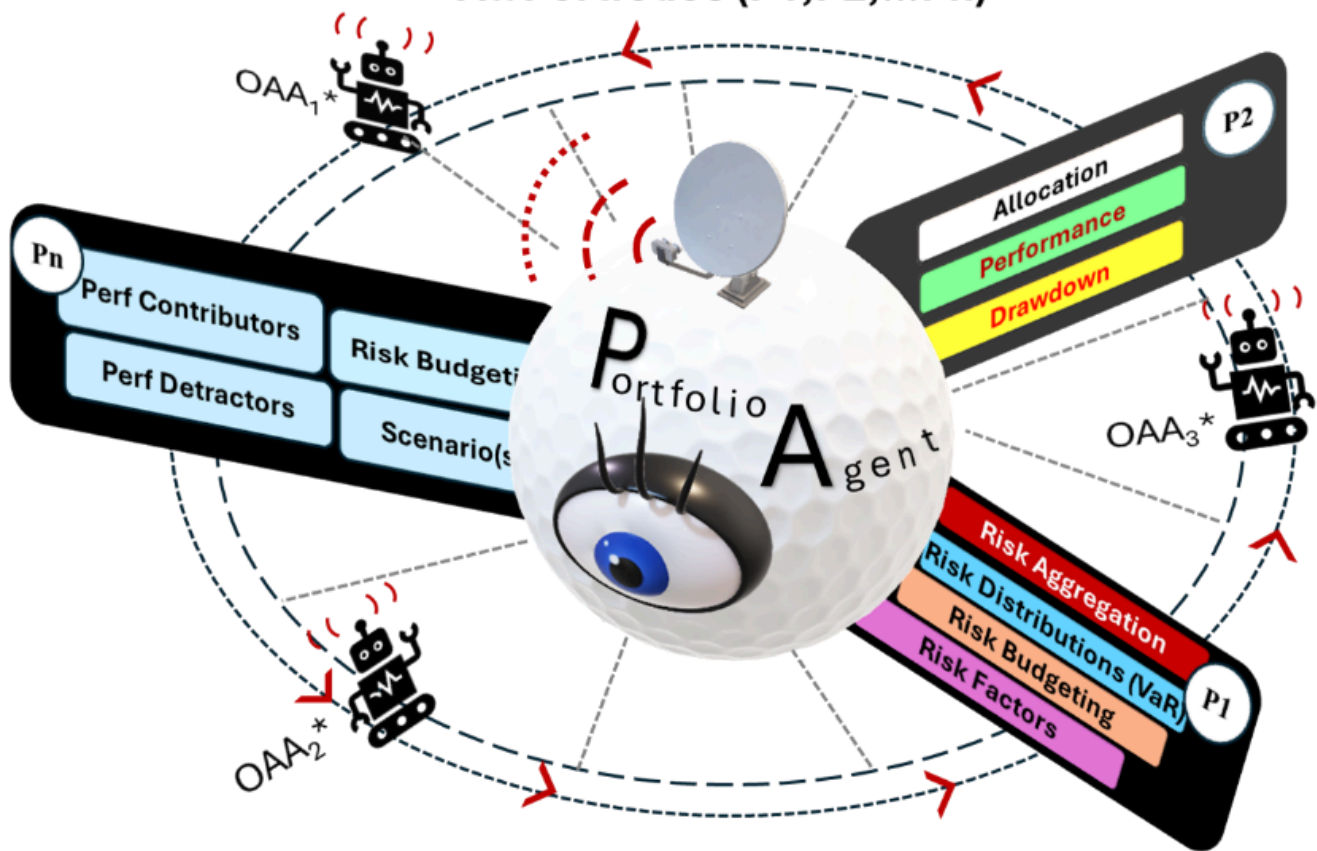 OAA₁*
P2
Allocation
Performance
Drawdown
Pn
Perf Contributors
Risk Budgeti
Perf Detractors
Scenario(s
Portfolio
Agent
OAA₃*
Risk Aggregation
Risk Distributions (VaR)
Risk Budgeting
Risk Factors
P1
OAA₂*